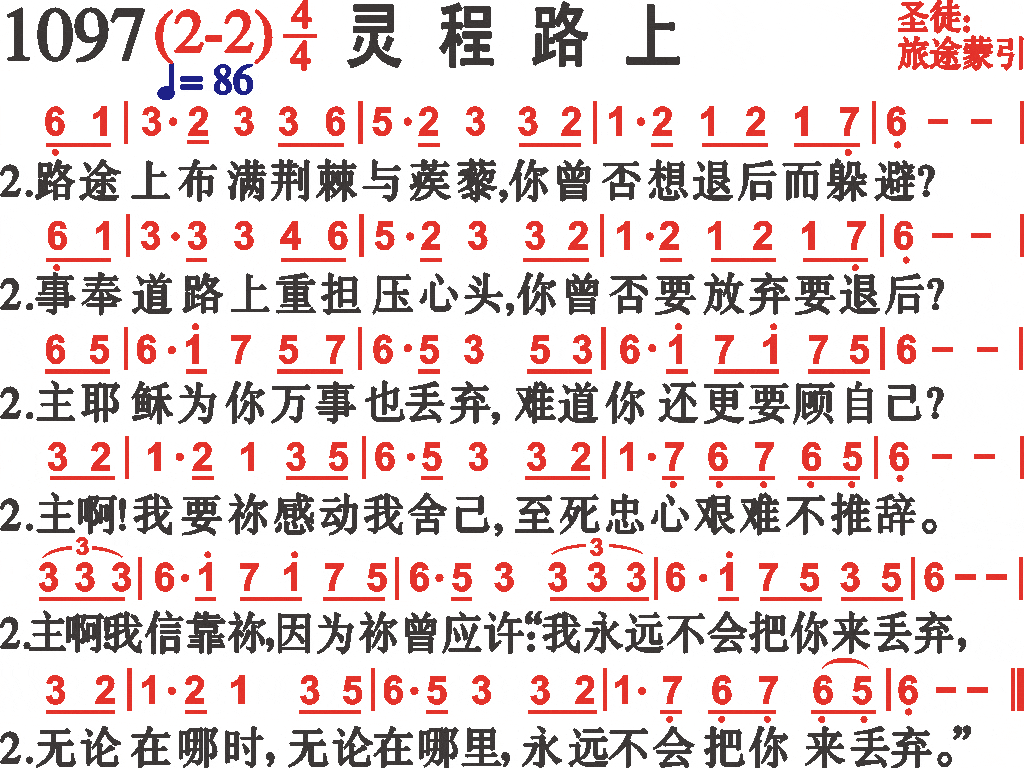 1097 (2-2) 4/4 灵程路上 圣徒:
♩= 86 旅途蒙引
6 1 | 3·2 3 3 6 | 5·2 3 3 2 | 1·2 1 2 1 7 | 6 - -|
2.路途上布满荆棘与蒺藜,你曾否想退后而躲避?
6 1 | 3·3 3 4 6 | 5·2 3 3 2 | 1·2 1 2 1 7 | 6 - -|
2.事奉道路上重担压心头,你曾否要放弃要退后?
6 5 | 6·i 7 5 7 | 6·5 3 5 3 | 6·i 7 i 7 5 | 6 - -|
2.主耶稣为你万事也丢弃,难道你还更要顾自己?
3 2 | 1·2 1 3 5 | 6·5 3 3 2 | 1·7 6 7 6 5 | 6 - -|
2.主啊!我要祢感动我舍己,至死忠心艰难不推辞。
3 3 3 | 6·i 7 i 7 5 | 6·5 3 3 3 3 | 6·i 7 5 3 5 | 6 - -|
2.主啊!我信靠祢,因为祢曾应许:“我永远不会把你来丢弃,
3 2 | 1·2 1 3 5 | 6·5 3 3 2 | 1·7 6 7 6 5 | 6 - -‖
2.无论在哪时,无论在哪里,永远不会把你来丢弃。”